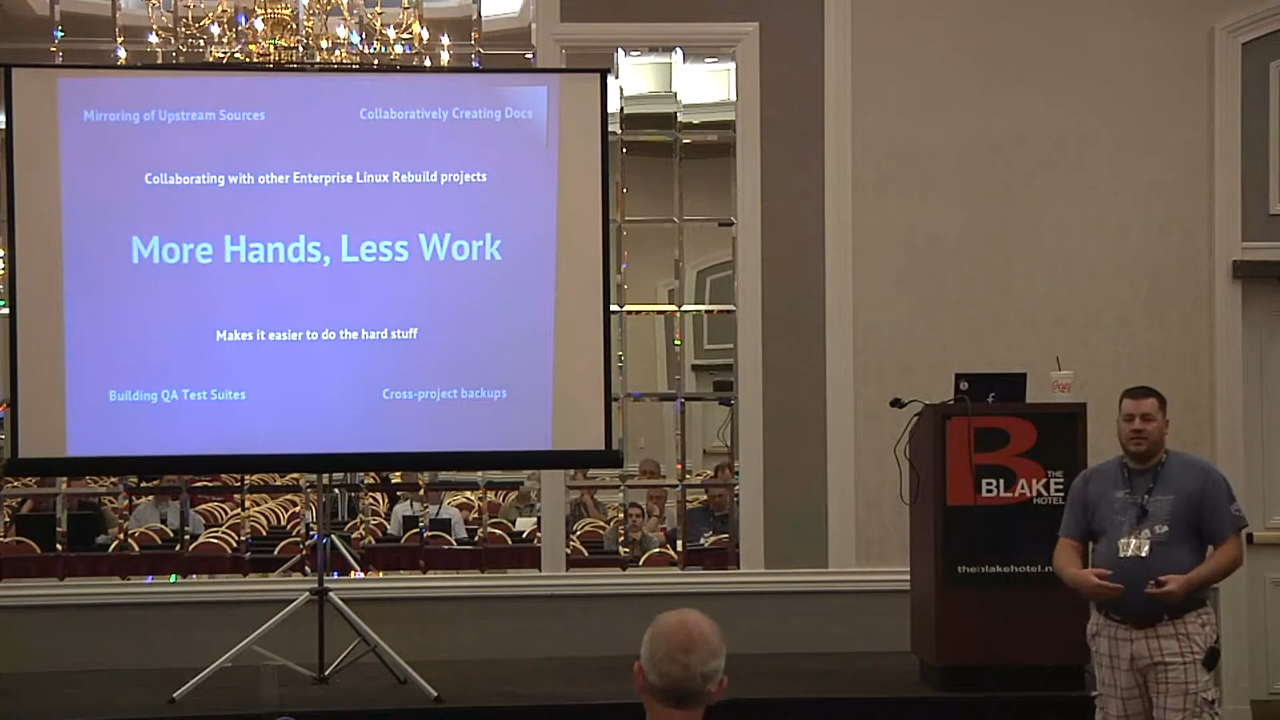 Mirroring of Upstream Sources
Collaboratively Creating Docs
Collaborating with other Enterprise Linux Rebuild projects
More Hands, Less Work
Makes it easier to do the hard stuff
Building QA Test Suites
Cross-project backups
B
THE
BLAKE
HOTEL